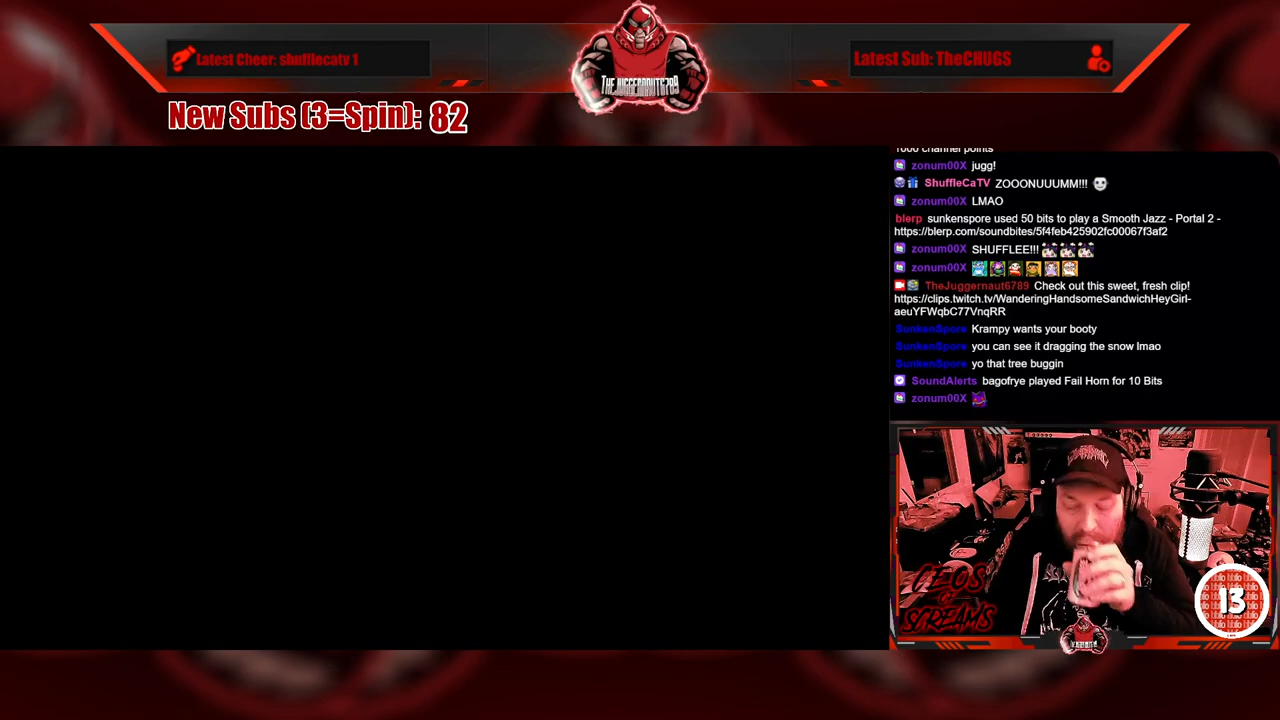 Latest Cheer: shufflecatv 1
THEJUGGERNAUT6789
Latest Sub: TheCHUGS
New Subs (3=Spin): 82
1000 channel points
zonum00X jugg!
ShuffleCaTV ZOOONUUUMM!!!
zonum00X LMAO
blerp sunkenspore used 50 bits to play a Smooth Jazz - Portal 2 -
https://blerp.com/soundbites/5f4feb425902fc00067f3af2
zonum00X SHUFFLEE!!!
zonum00X
TheJuggernaut6789 Check out this sweet, fresh clip!
https://clips.twitch.tv/WanderingHandsomeSandwichHeyGirl-
aeuYFWqbC77VnqRR
SunkenSpore Krampy wants your booty
SunkenSpore you can see it dragging the snow lmao
SunkenSpore yo that tree buggin
SoundAlerts bagofrye played Fail Horn for 10 Bits
zonum00X
CEOS
OF
SCREAMS
13